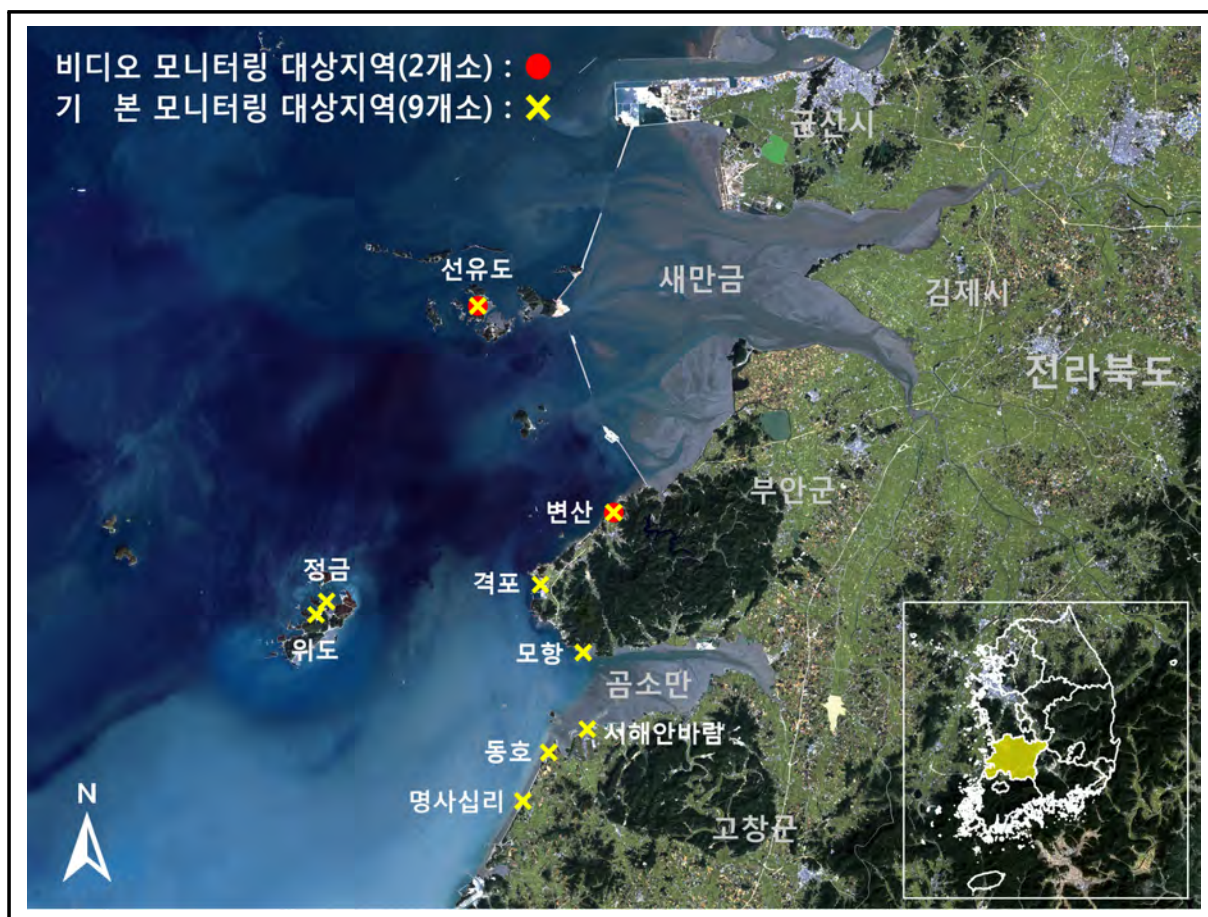 비디오 모니터링 대상지역(2개소) :
기 본 모니터링 대상지역(9개소) :
군산시
선유도
새만금
김제시
전라북도
부안군
변산
정금
격포
위도
모항
곰소만
서해안바람
동호
명사십리
N
고창군